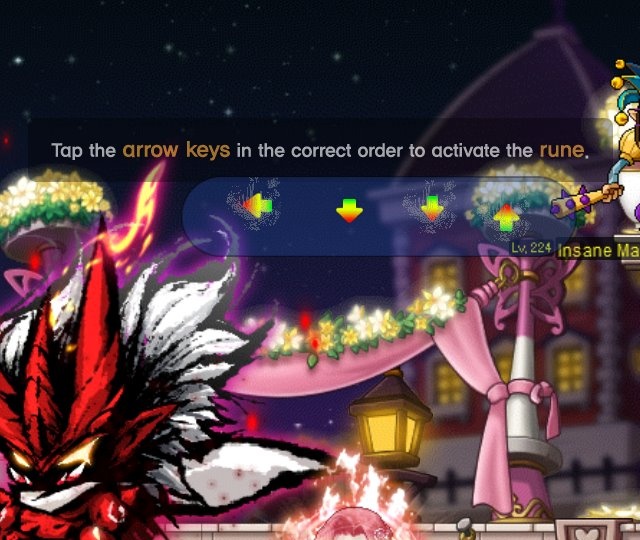 Tap the arrow keys in the correct order to activate the rune.
Lv. 224 Insane Ma